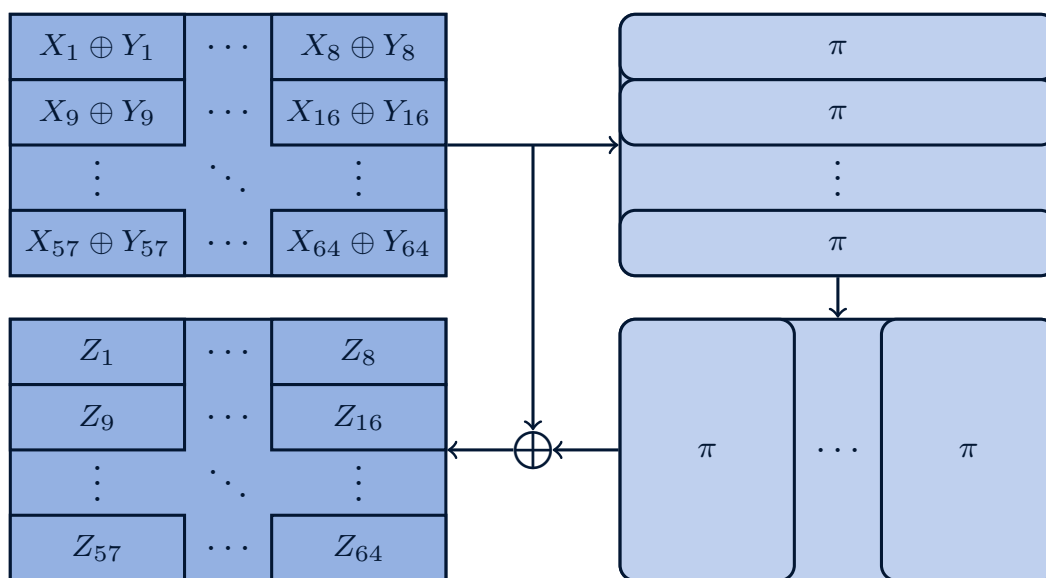 X₁ ⊕ Y₁ ⋯ X₈ ⊕ Y₈
X₉ ⊕ Y₉ ⋯ X₁₆ ⊕ Y₁₆
⋮ ⋱ ⋮
X₅₇ ⊕ Y₅₇ ⋯ X₆₄ ⊕ Y₆₄
π
π
⋮
π
Z₁ ⋯ Z₈
Z₉ ⋯ Z₁₆
⋮ ⋱ ⋮
Z₅₇ ⋯ Z₆₄
π ⋯ π